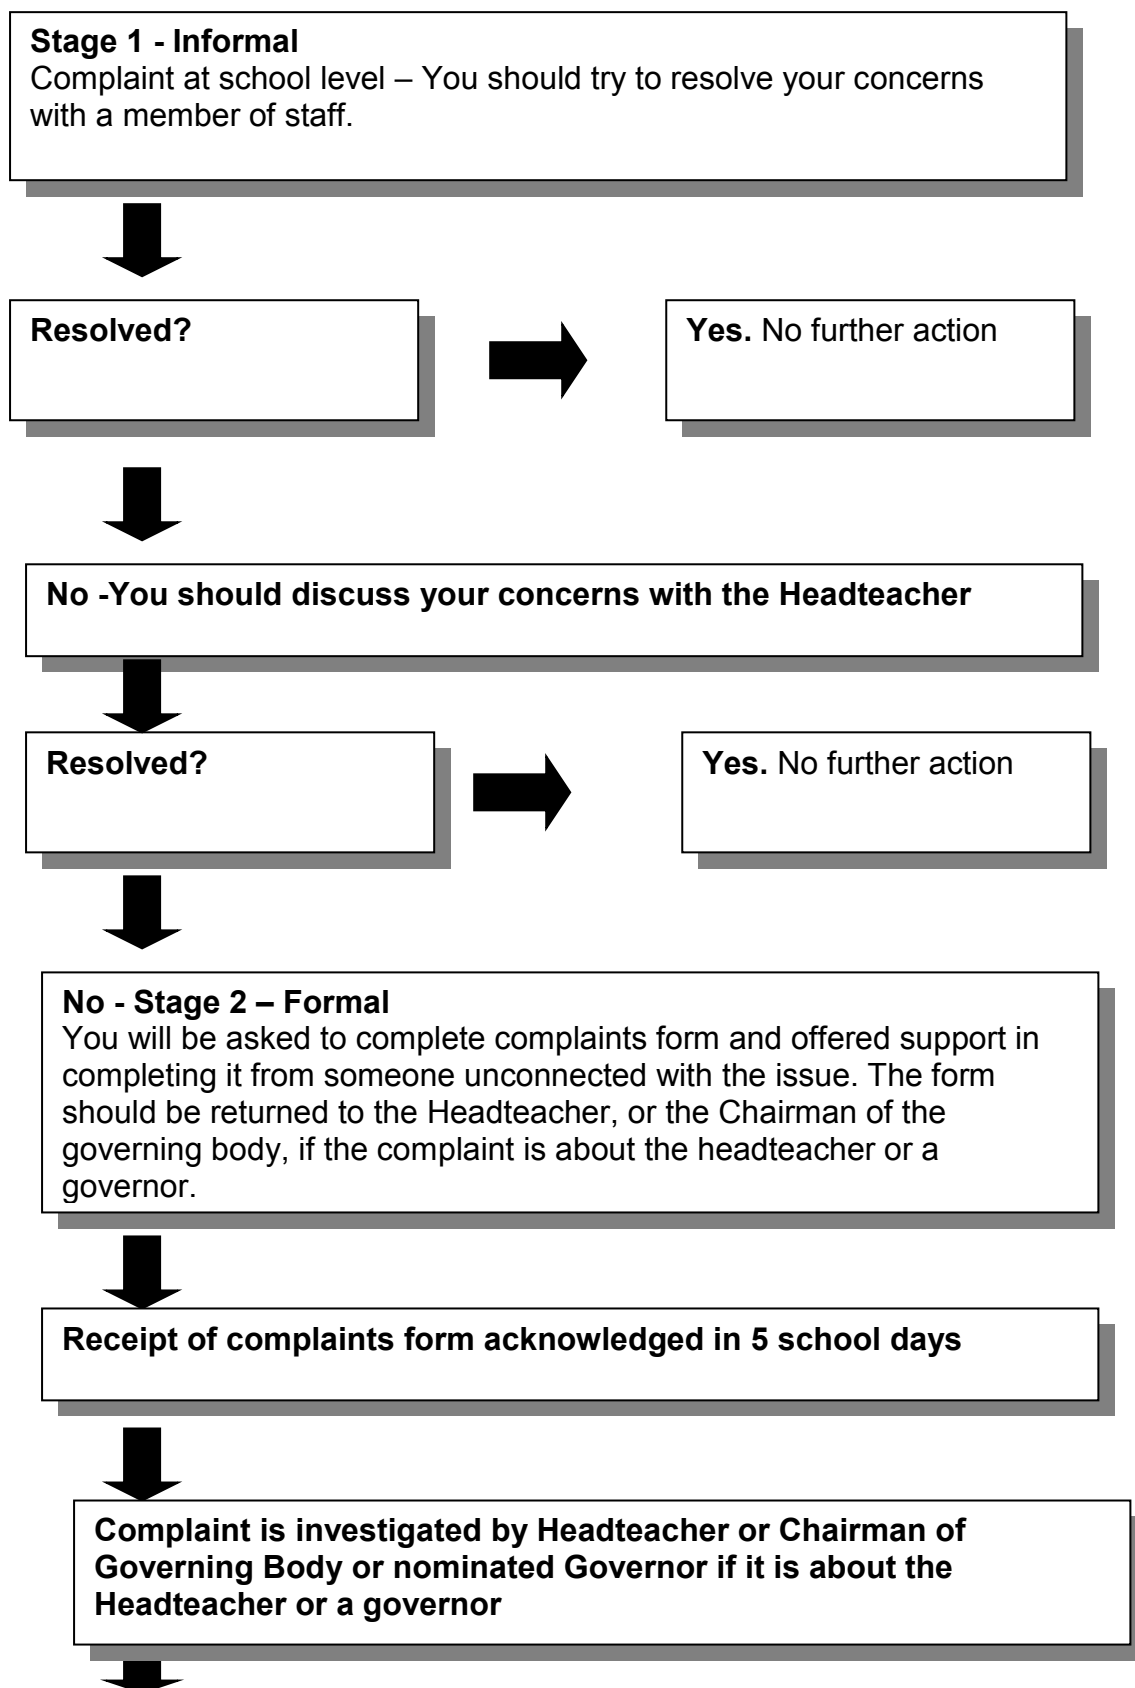 Stage 1 - Informal
Complaint at school level – You should try to resolve your concerns
with a member of staff.
Resolved?
Yes. No further action
No -You should discuss your concerns with the Headteacher
Resolved?
Yes. No further action
No - Stage 2 – Formal
You will be asked to complete complaints form and offered support in
completing it from someone unconnected with the issue. The form
should be returned to the Headteacher, or the Chairman of the
governing body, if the complaint is about the headteacher or a
governor.
Receipt of complaints form acknowledged in 5 school days
Complaint is investigated by Headteacher or Chairman of
Governing Body or nominated Governor if it is about the
Headteacher or a governor